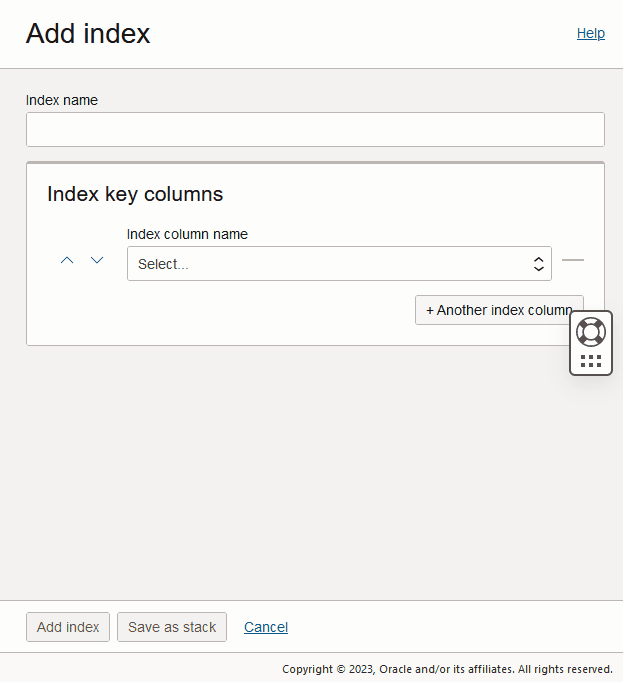 Add index
Help
Index name
Index key columns
Index column name
Select...
+ Another index column
Add index
Save as stack
Cancel
Copyright © 2023, Oracle and/or its affiliates. All rights reserved.